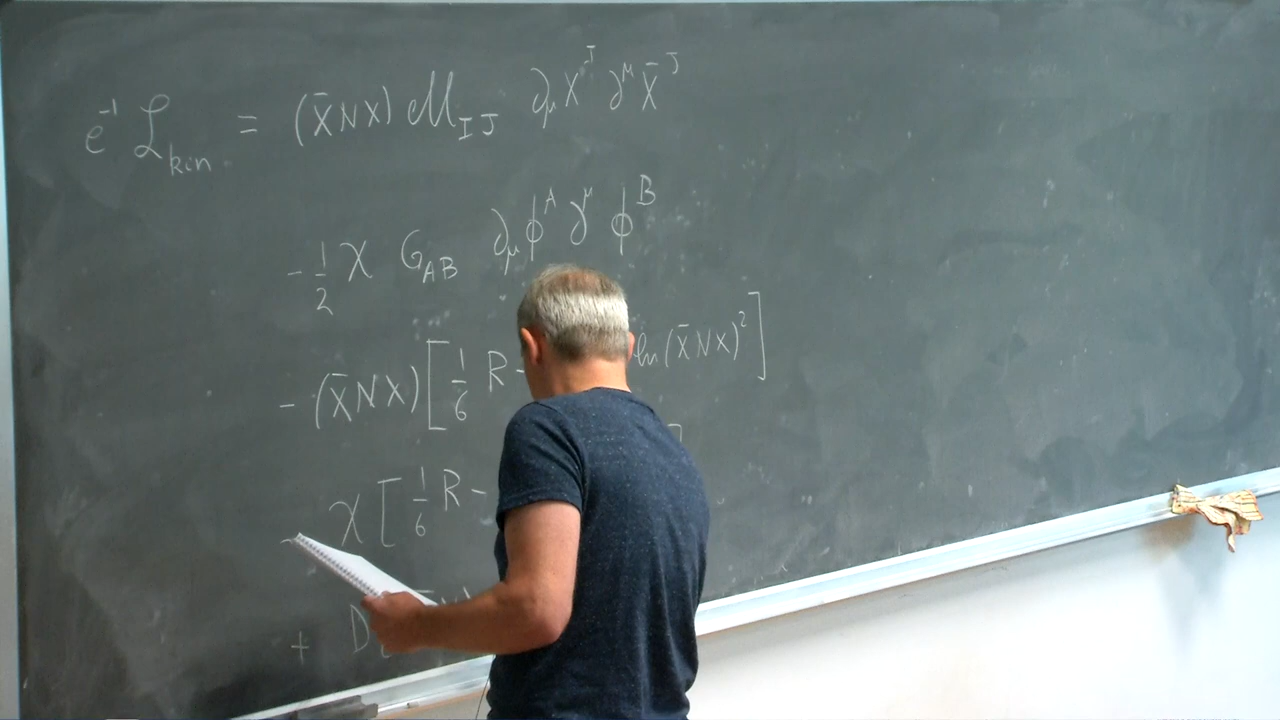 e⁻¹ ℒ_kin = (X̄NX) ℳ_IJ ∂_μ X^I ∂^μ X̄^J
- 1/2 χ G_AB ∂_μ ϕ^A ∂^μ ϕ^B
- (X̄NX) [ 1/6 R - ln (X̄NX)² ]
χ [ 1/6 R -
+ D